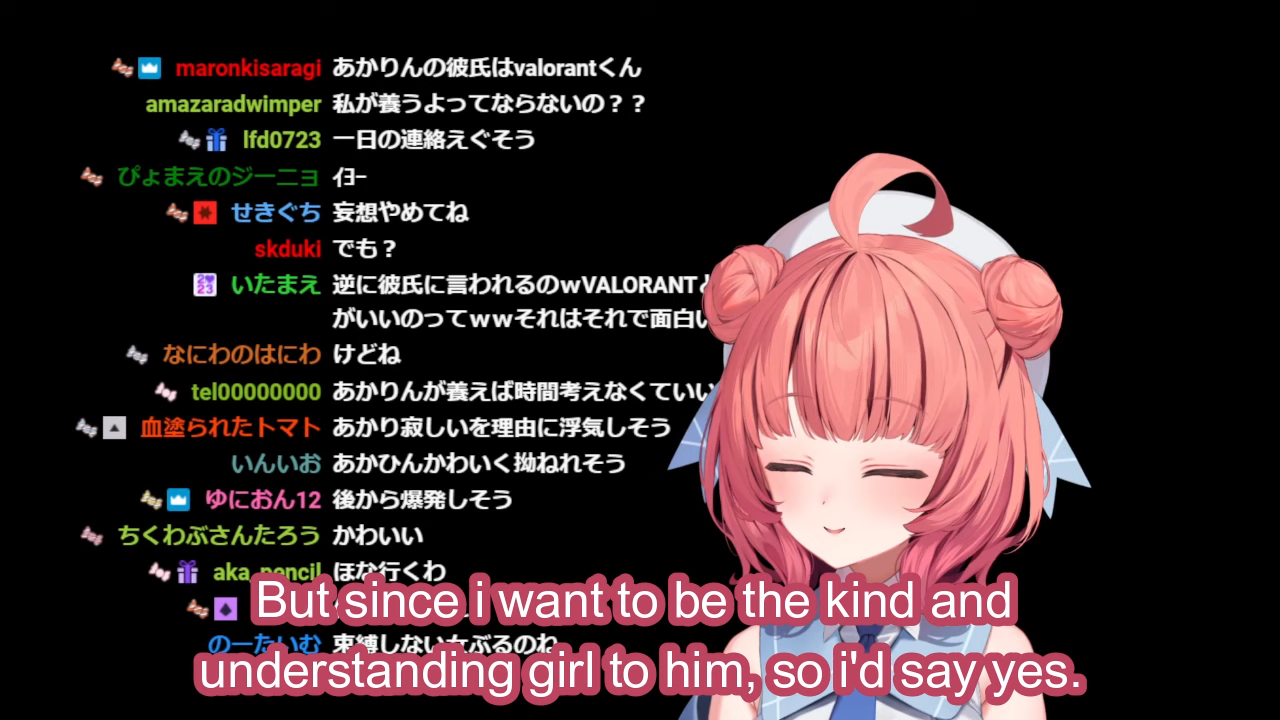 maronkisaragi あかりんの彼氏はvalorantくん
amazaradwimper 私が養うよってならないの？？
lfd0723 一日の連絡えぐそう
ぴょまえのジーニョ イヨｰ
せきぐち 妄想やめてね
skduki でも？
いたまえ 逆に彼氏に言われるのｗVALORANT
がいいのってｗｗそれはそれで面白い
なにわのはにわ けどね
tel00000000 あかりんが養えば時間考えなくていい
血塗られたトマト あかり寂しいを理由に浮気しそう
いんいお あかひんかわいく拗ねれそう
ゆにおん12 後から爆発しそう
ちくわぶさんたろう かわいい
aka_pencil ほな行くわ
のーたいむ 束縛しない女ぶるのね
But since i want to be the kind and
understanding girl to him, so i'd say yes.